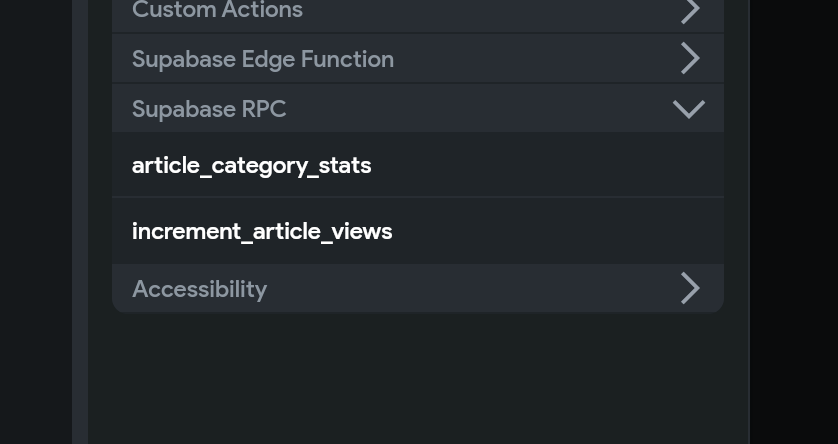 Custom Actions
Supabase Edge Function
Supabase RPC
article_category_stats
increment_article_views
Accessibility